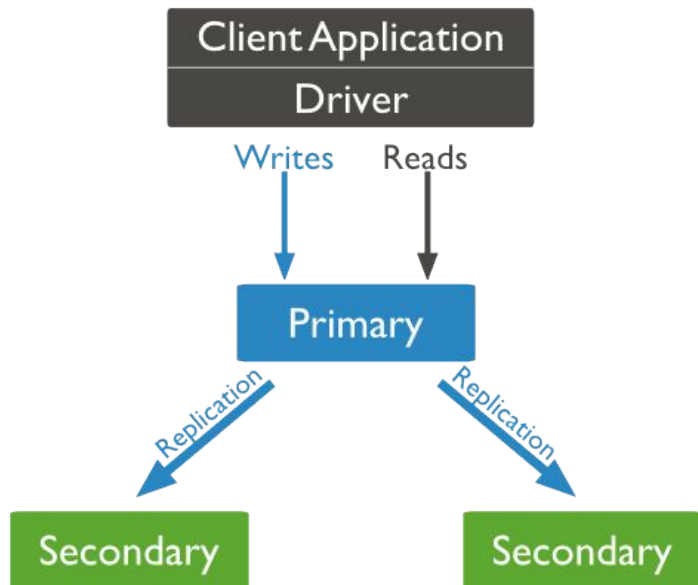 Client Application
Driver
Writes
Reads
Primary
Replication
Replication
Secondary
Secondary